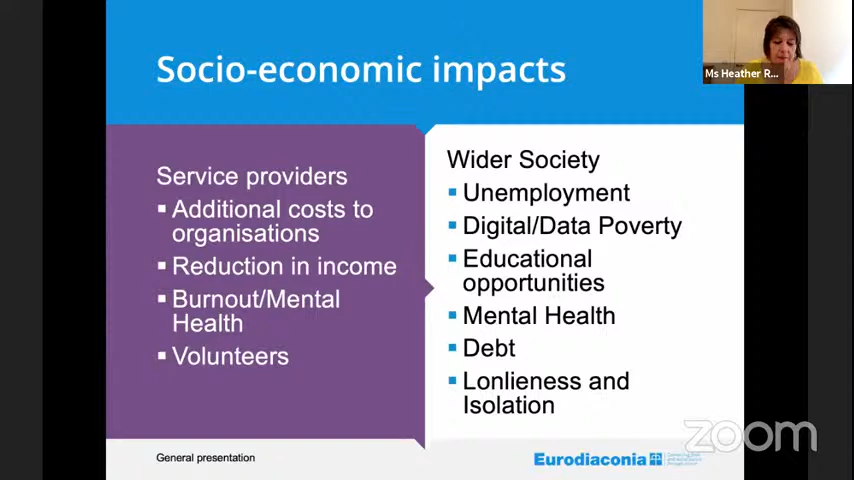 Socio-economic impacts
Ms Heather R...
Service providers
▪ Additional costs to
organisations
▪ Reduction in income
▪ Burnout/Mental
Health
▪ Volunteers
Wider Society
▪ Unemployment
▪ Digital/Data Poverty
▪ Educational
opportunities
▪ Mental Health
▪ Debt
▪ Lonlieness and
Isolation
General presentation
Eurodiaconia
zoom